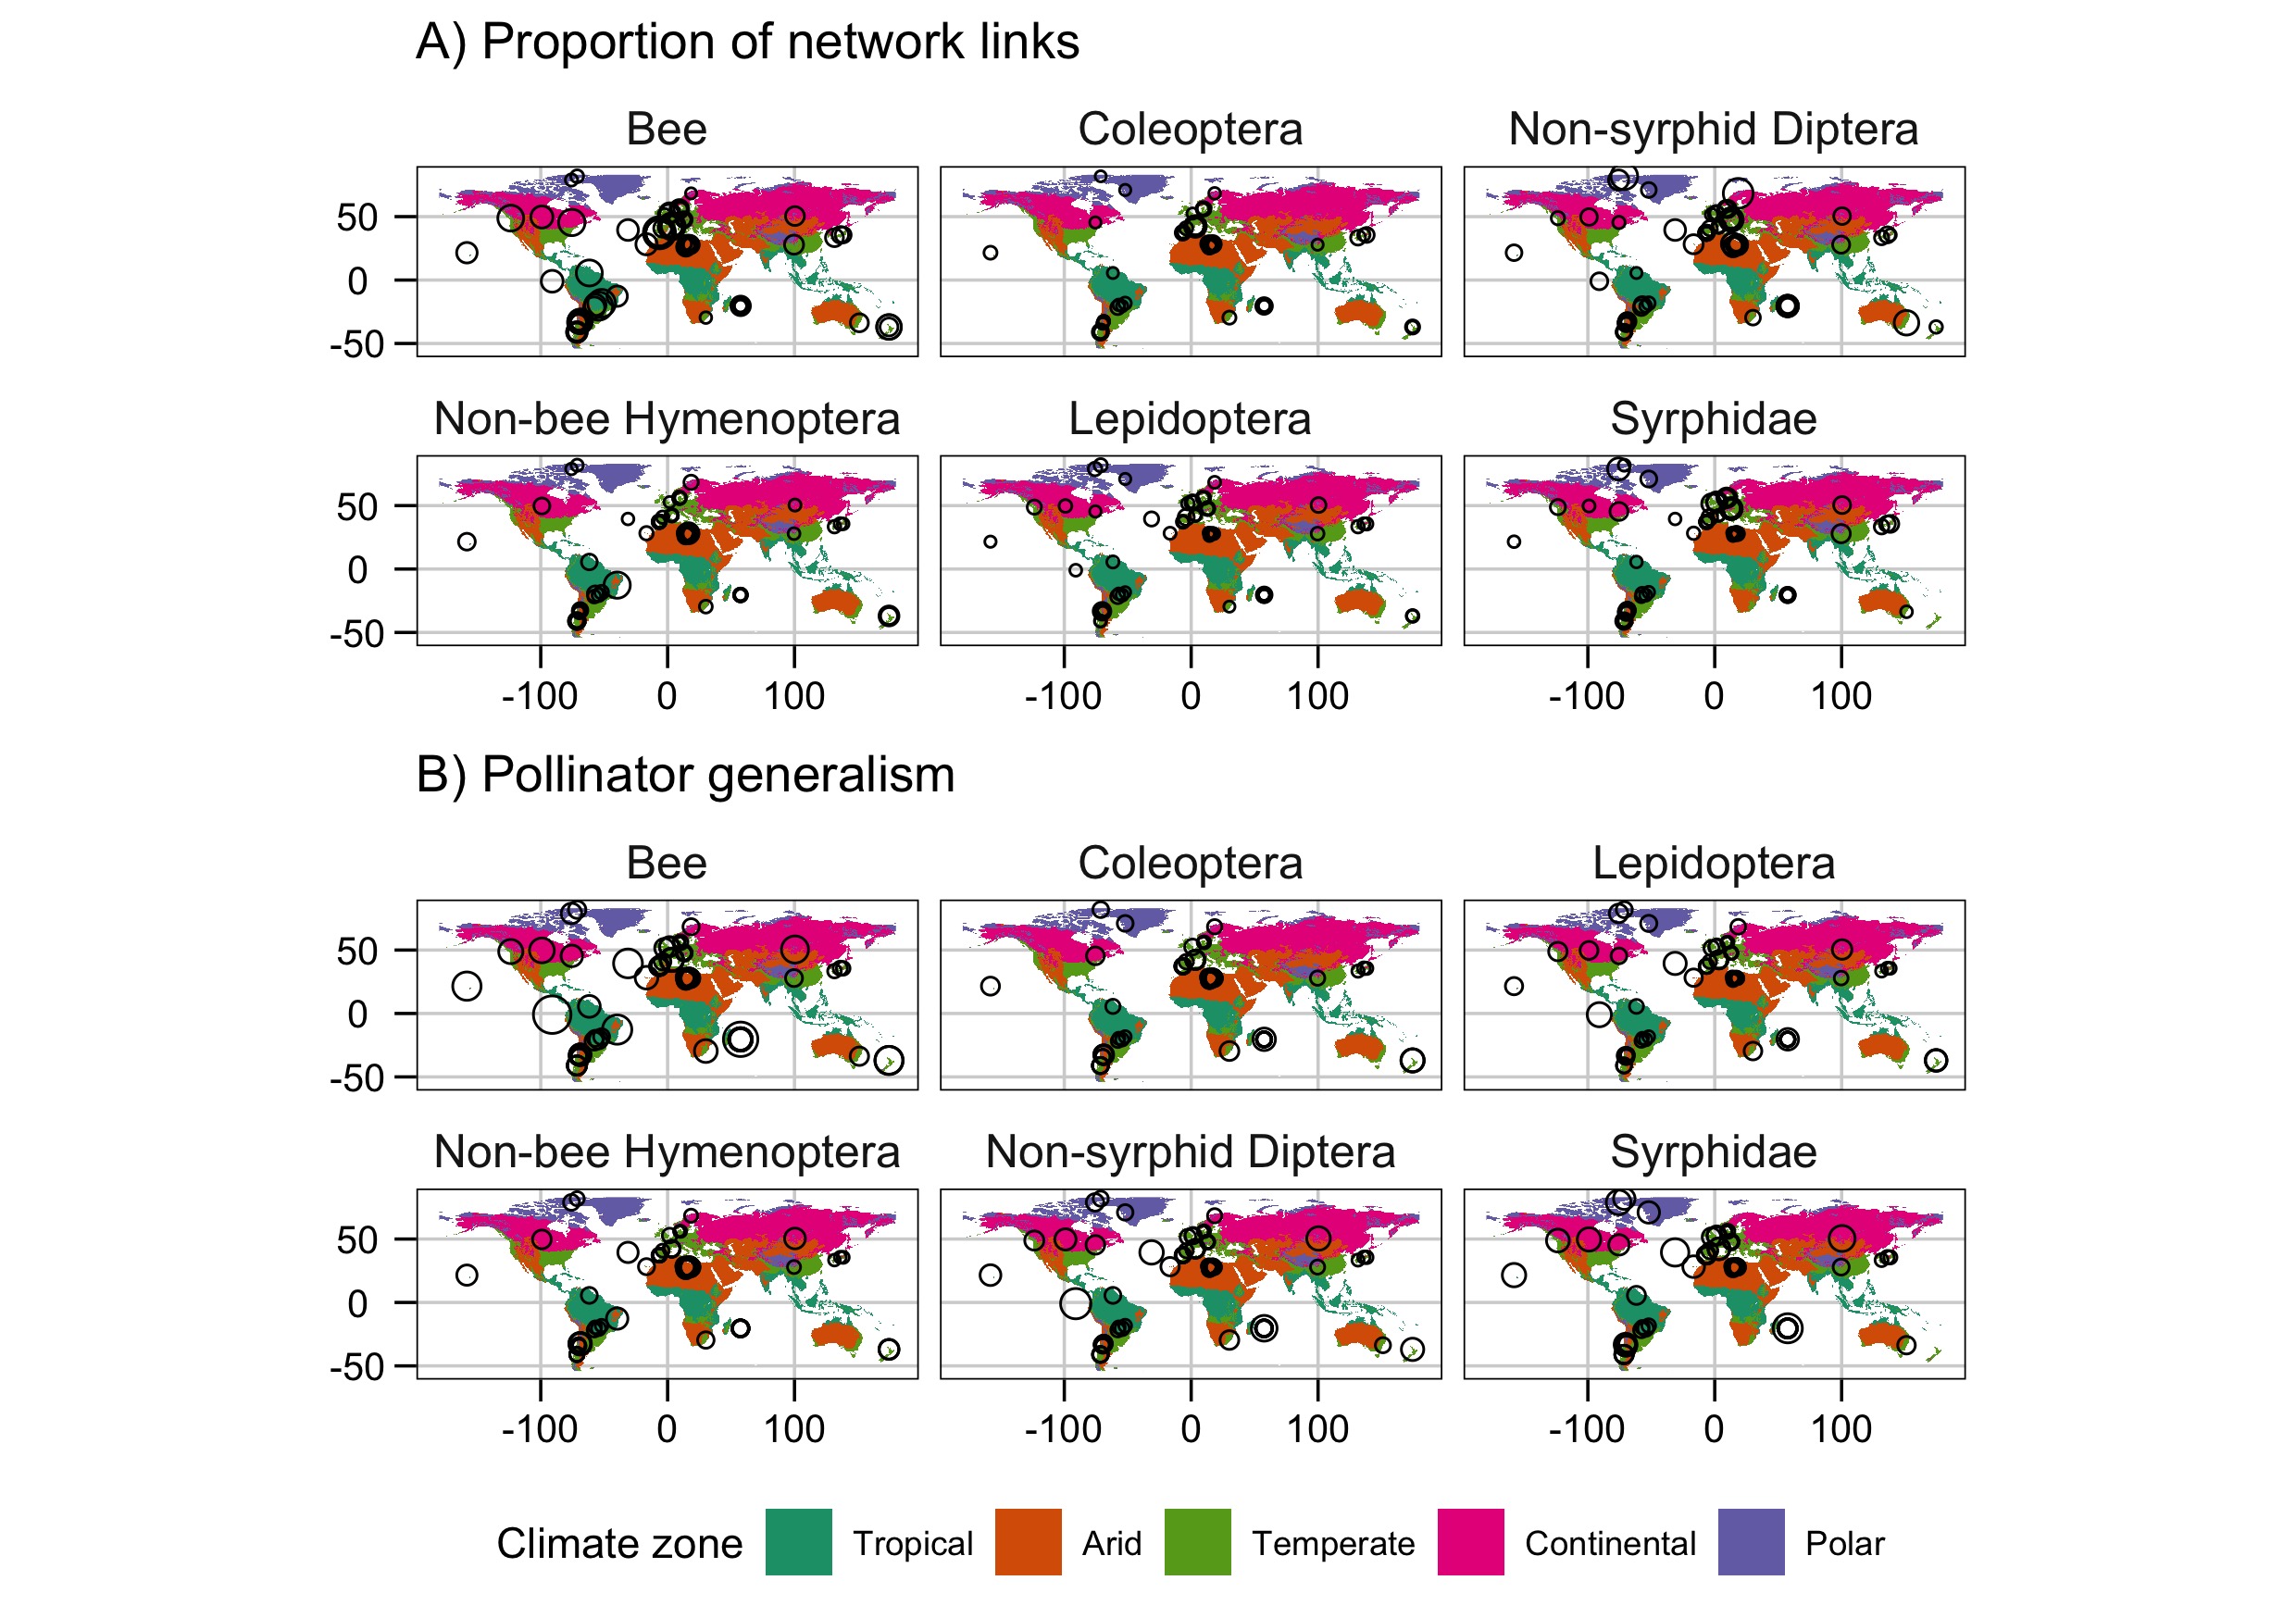 A) Proportion of network links
Bee Coleoptera Non-syrphid Diptera
50
0
-50
Non-bee Hymenoptera Lepidoptera Syrphidae
50
0
-50
-100 0 100 -100 0 100 -100 0 100
B) Pollinator generalism
Bee Coleoptera Lepidoptera
50
0
-50
Non-bee Hymenoptera Non-syrphid Diptera Syrphidae
50
0
-50
-100 0 100 -100 0 100 -100 0 100
Climate zone Tropical Arid Temperate Continental Polar